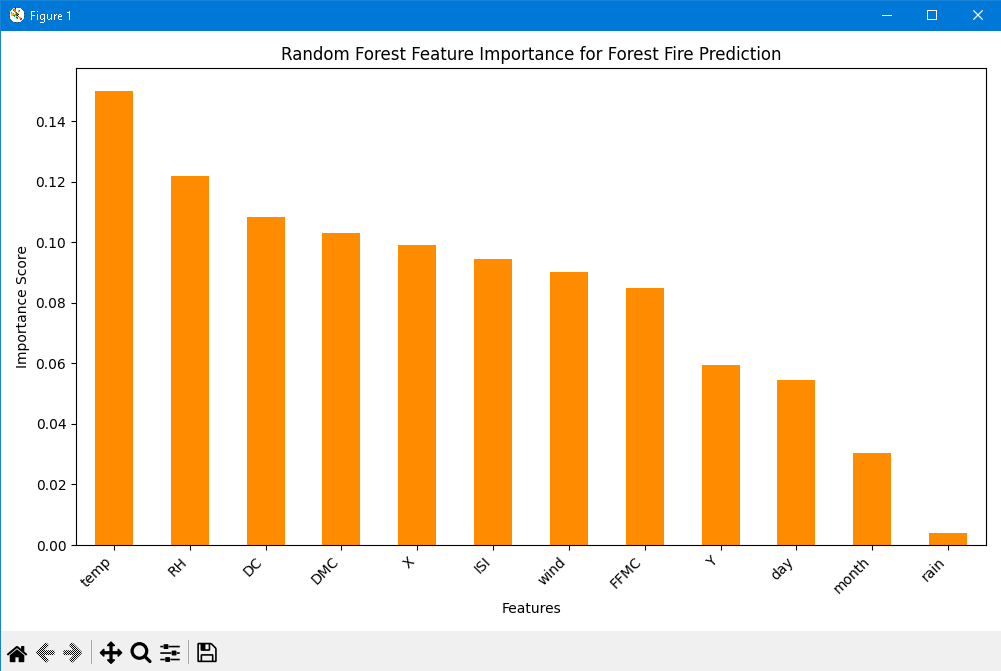 Figure 1
Random Forest Feature Importance for Forest Fire Prediction
Importance Score
0.14
0.12
0.10
0.08
0.06
0.04
0.02
0.00
temp
RH
DC
DMC
X
ISI
wind
FFMC
Y
day
month
rain
Features